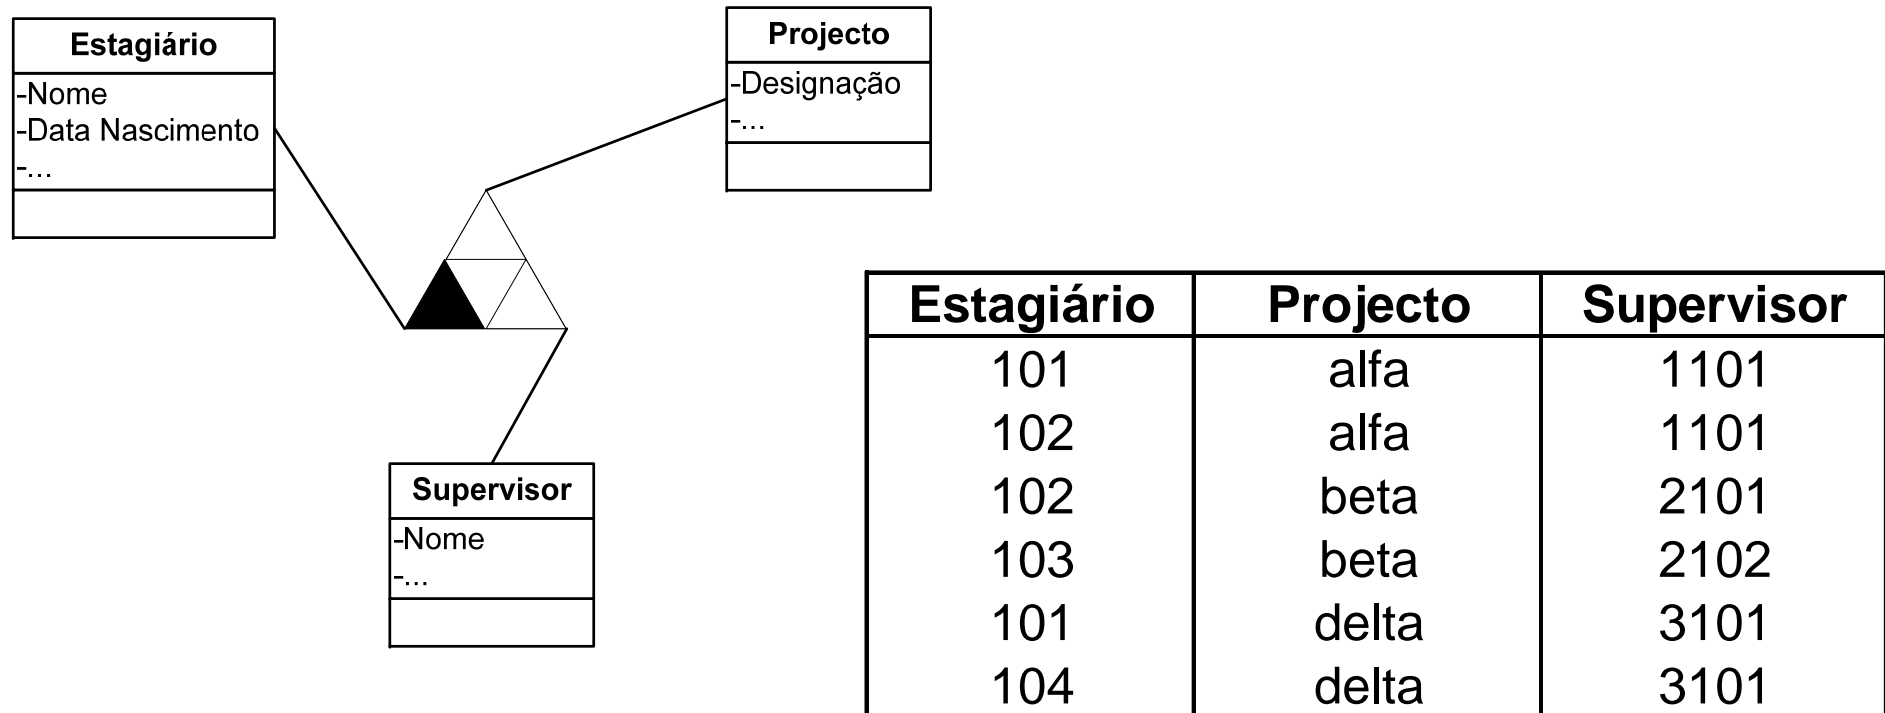 Estagiário
-Nome
-Data Nascimento
-...
Projecto
-Designação
-...
Supervisor
-Nome
-...
Estagiário Projecto Supervisor
101 alfa 1101
102 alfa 1101
102 beta 2101
103 beta 2102
101 delta 3101
104 delta 3101